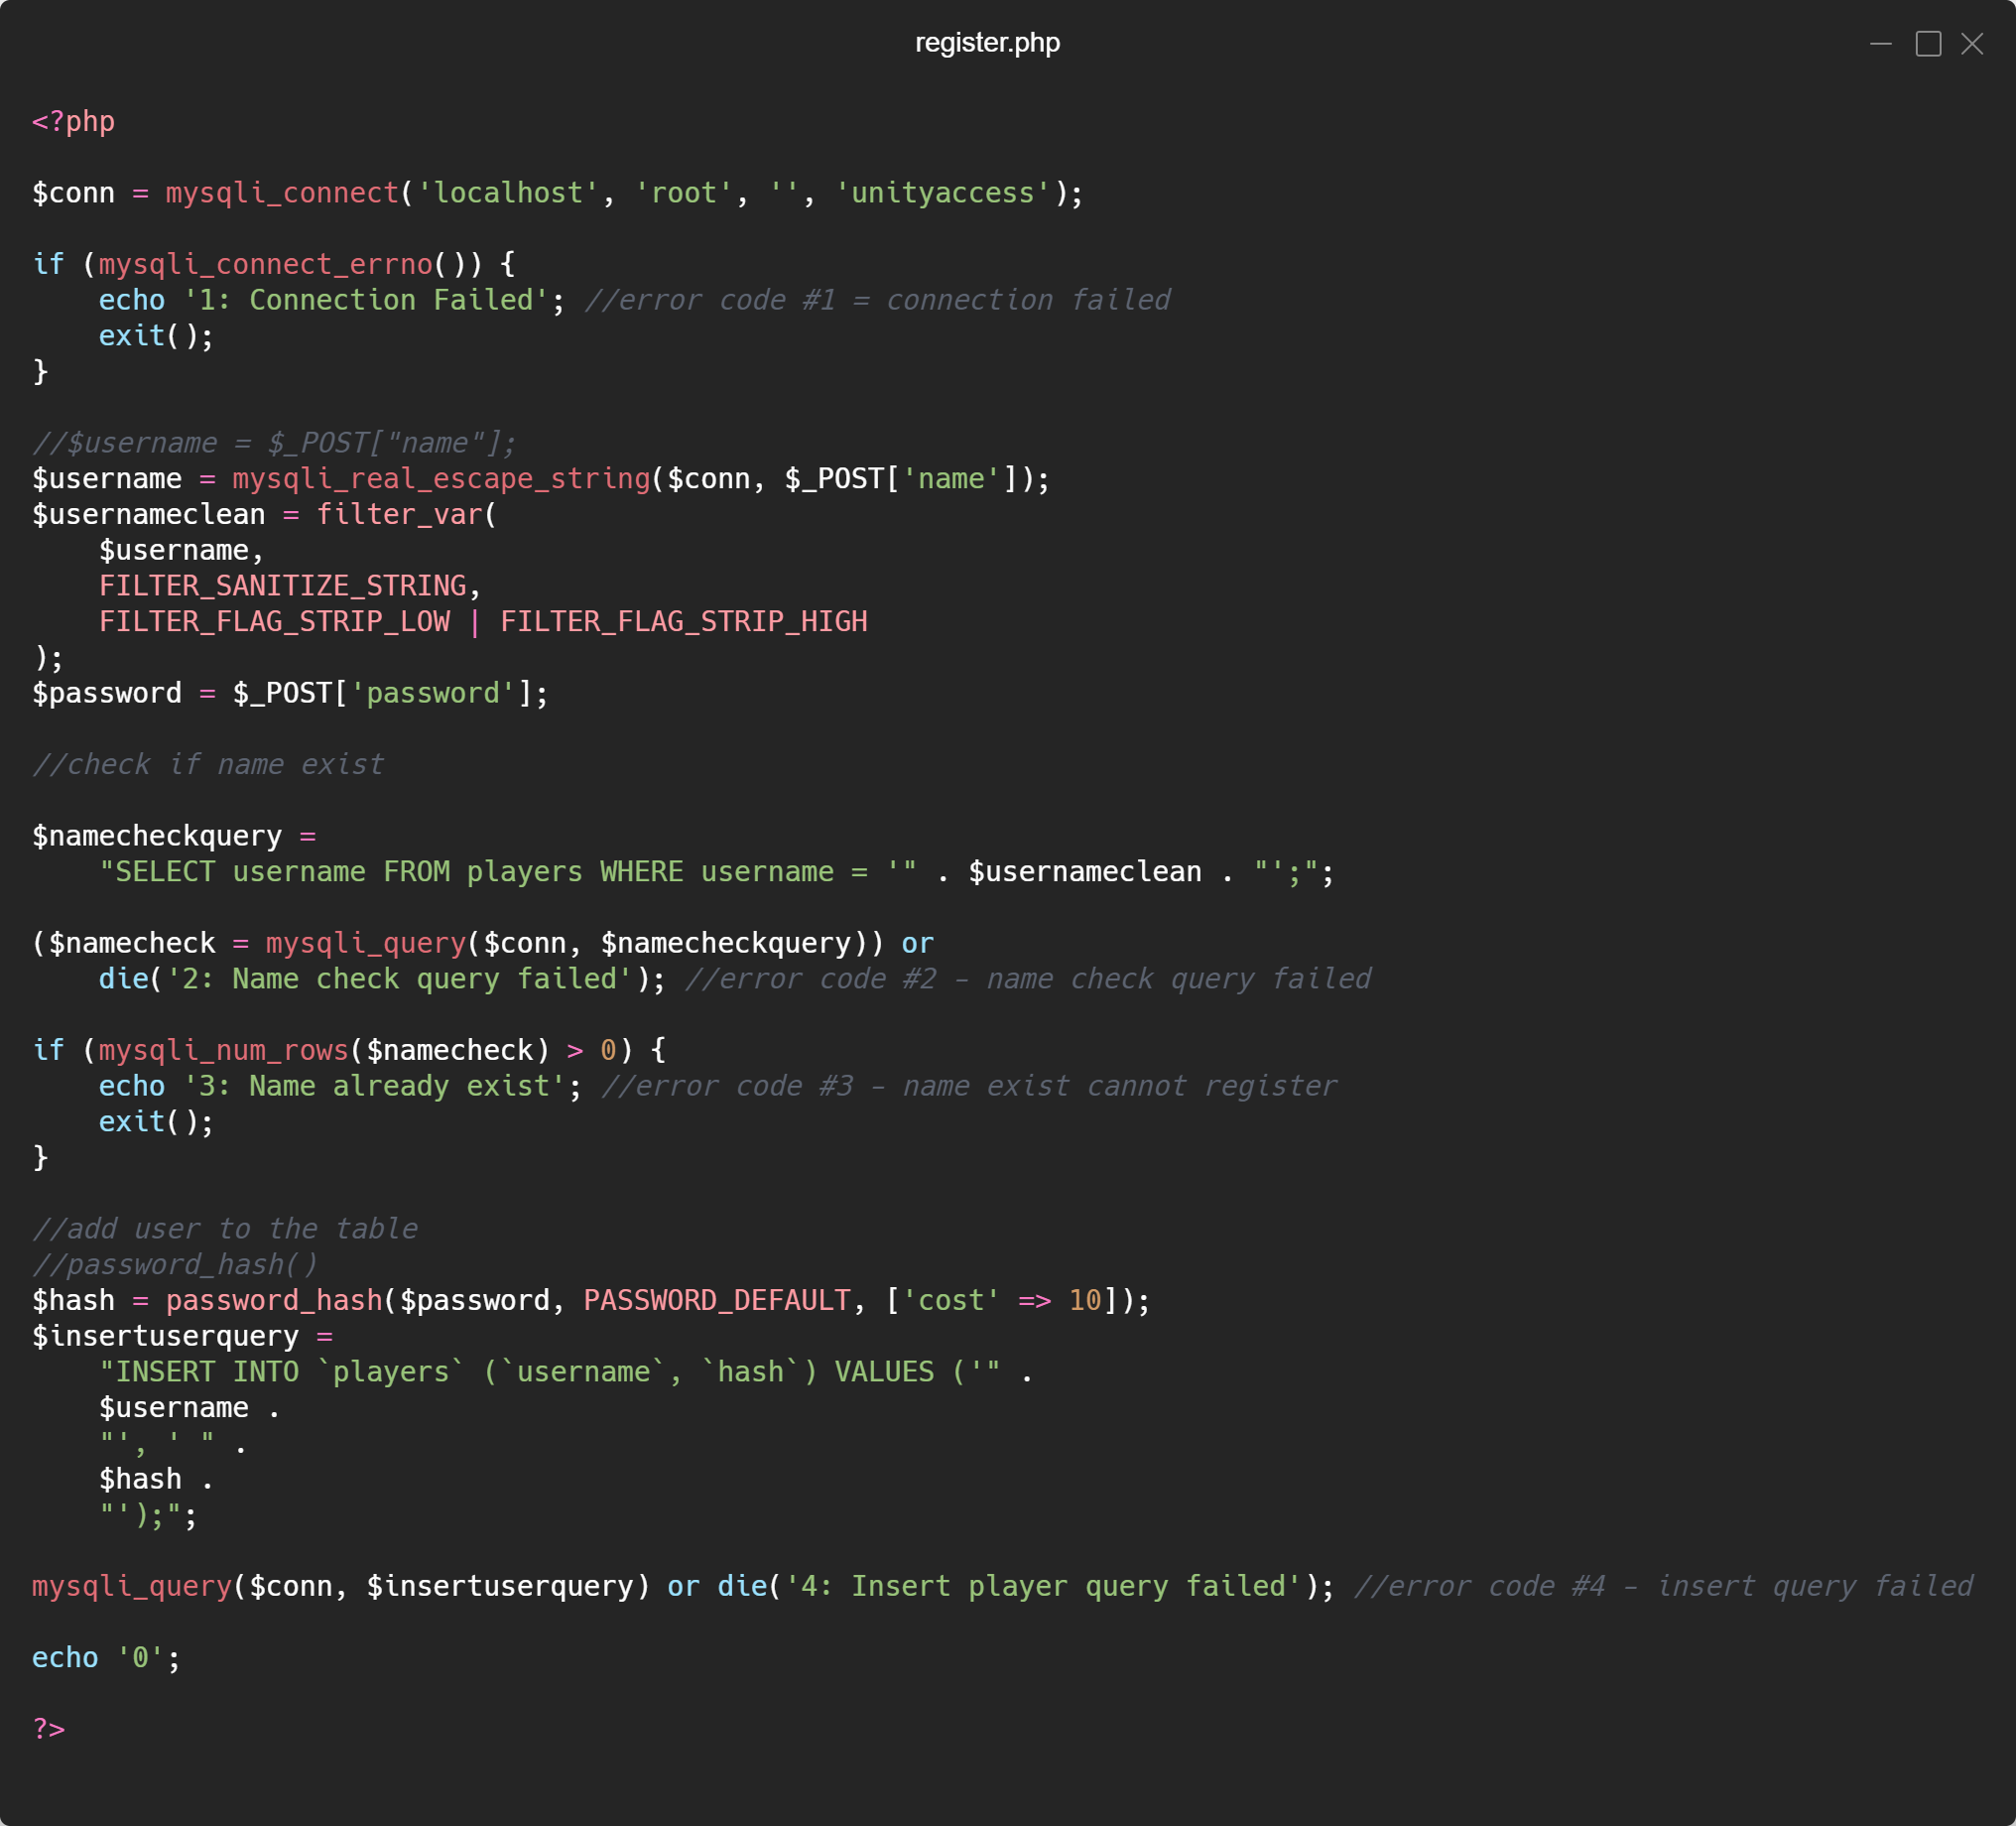 register.php
<?php
$conn = mysqli_connect('localhost', 'root', '', 'unityaccess');
if (mysqli_connect_errno()) {
    echo '1: Connection Failed'; //error code #1 = connection failed
    exit();
}
//$username = $_POST["name"];
$username = mysqli_real_escape_string($conn, $_POST['name']);
$usernameclean = filter_var(
    $username,
    FILTER_SANITIZE_STRING,
    FILTER_FLAG_STRIP_LOW | FILTER_FLAG_STRIP_HIGH
);
$password = $_POST['password'];
//check if name exist
$namecheckquery =
    "SELECT username FROM players WHERE username = '" . $usernameclean . "';";
($namecheck = mysqli_query($conn, $namecheckquery)) or
    die('2: Name check query failed'); //error code #2 - name check query failed
if (mysqli_num_rows($namecheck) > 0) {
    echo '3: Name already exist'; //error code #3 - name exist cannot register
    exit();
}
//add user to the table
//password_hash()
$hash = password_hash($password, PASSWORD_DEFAULT, ['cost' => 10]);
$insertuserquery =
    "INSERT INTO `players` (`username`, `hash`) VALUES ('" .
    $username .
    "', ' " .
    $hash .
    "');";
mysqli_query($conn, $insertuserquery) or die('4: Insert player query failed'); //error code #4 - insert query failed
echo '0';
?>